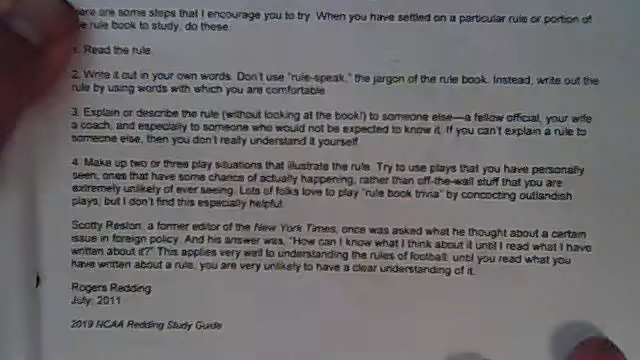 ere are some steps that I encourage you to try. When you have settled on a particular rule or portion of
e rule book to study, do these:
1. Read the rule.
2. Write it out in your own words. Don't use "rule-speak," the jargon of the rule book. Instead, write out the
rule by using words with which you are comfortable.
3. Explain or describe the rule (without looking at the book!) to someone else—a fellow official, your wife
a coach, and especially to someone who would not be expected to know it. If you can't explain a rule to
someone else, then you don't really understand it yourself.
4. Make up two or three play situations that illustrate the rule. Try to use plays that you have personally
seen, ones that have some chance of actually happening, rather than off-the-wall stuff that you are
extremely unlikely of ever seeing. Lots of folks love to play "rule book trivia" by concocting outlandish
plays, but I don't find this especially helpful.
Scotty Reston, a former editor of the New York Times, once was asked what he thought about a certain
issue in foreign policy. And his answer was, "How can I know what I think about it until I read what I have
written about it?" This applies very well to understanding the rules of football: until you read what you
have written about a rule, you are very unlikely to have a clear understanding of it.
Rogers Redding
July, 2011
2019 NCAA Redding Study Guide